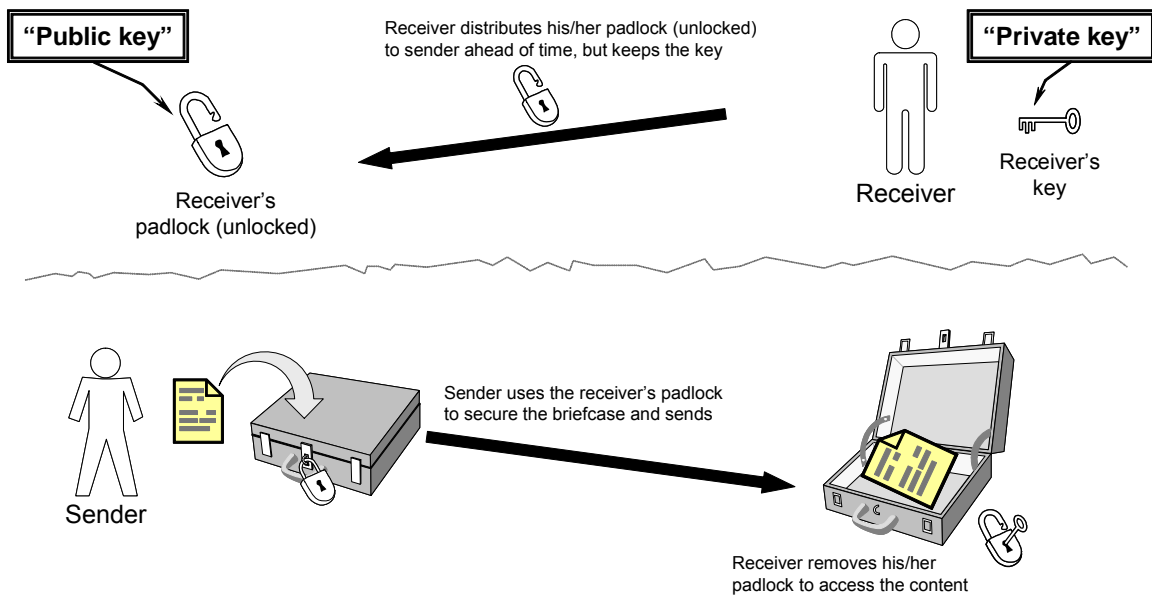 “Public key”
Receiver distributes his/her padlock (unlocked)
to sender ahead of time, but keeps the key
“Private key”
Receiver’s
padlock (unlocked)
Receiver
Receiver’s
key
Sender
Sender uses the receiver’s padlock
to secure the briefcase and sends
Receiver removes his/her
padlock to access the content